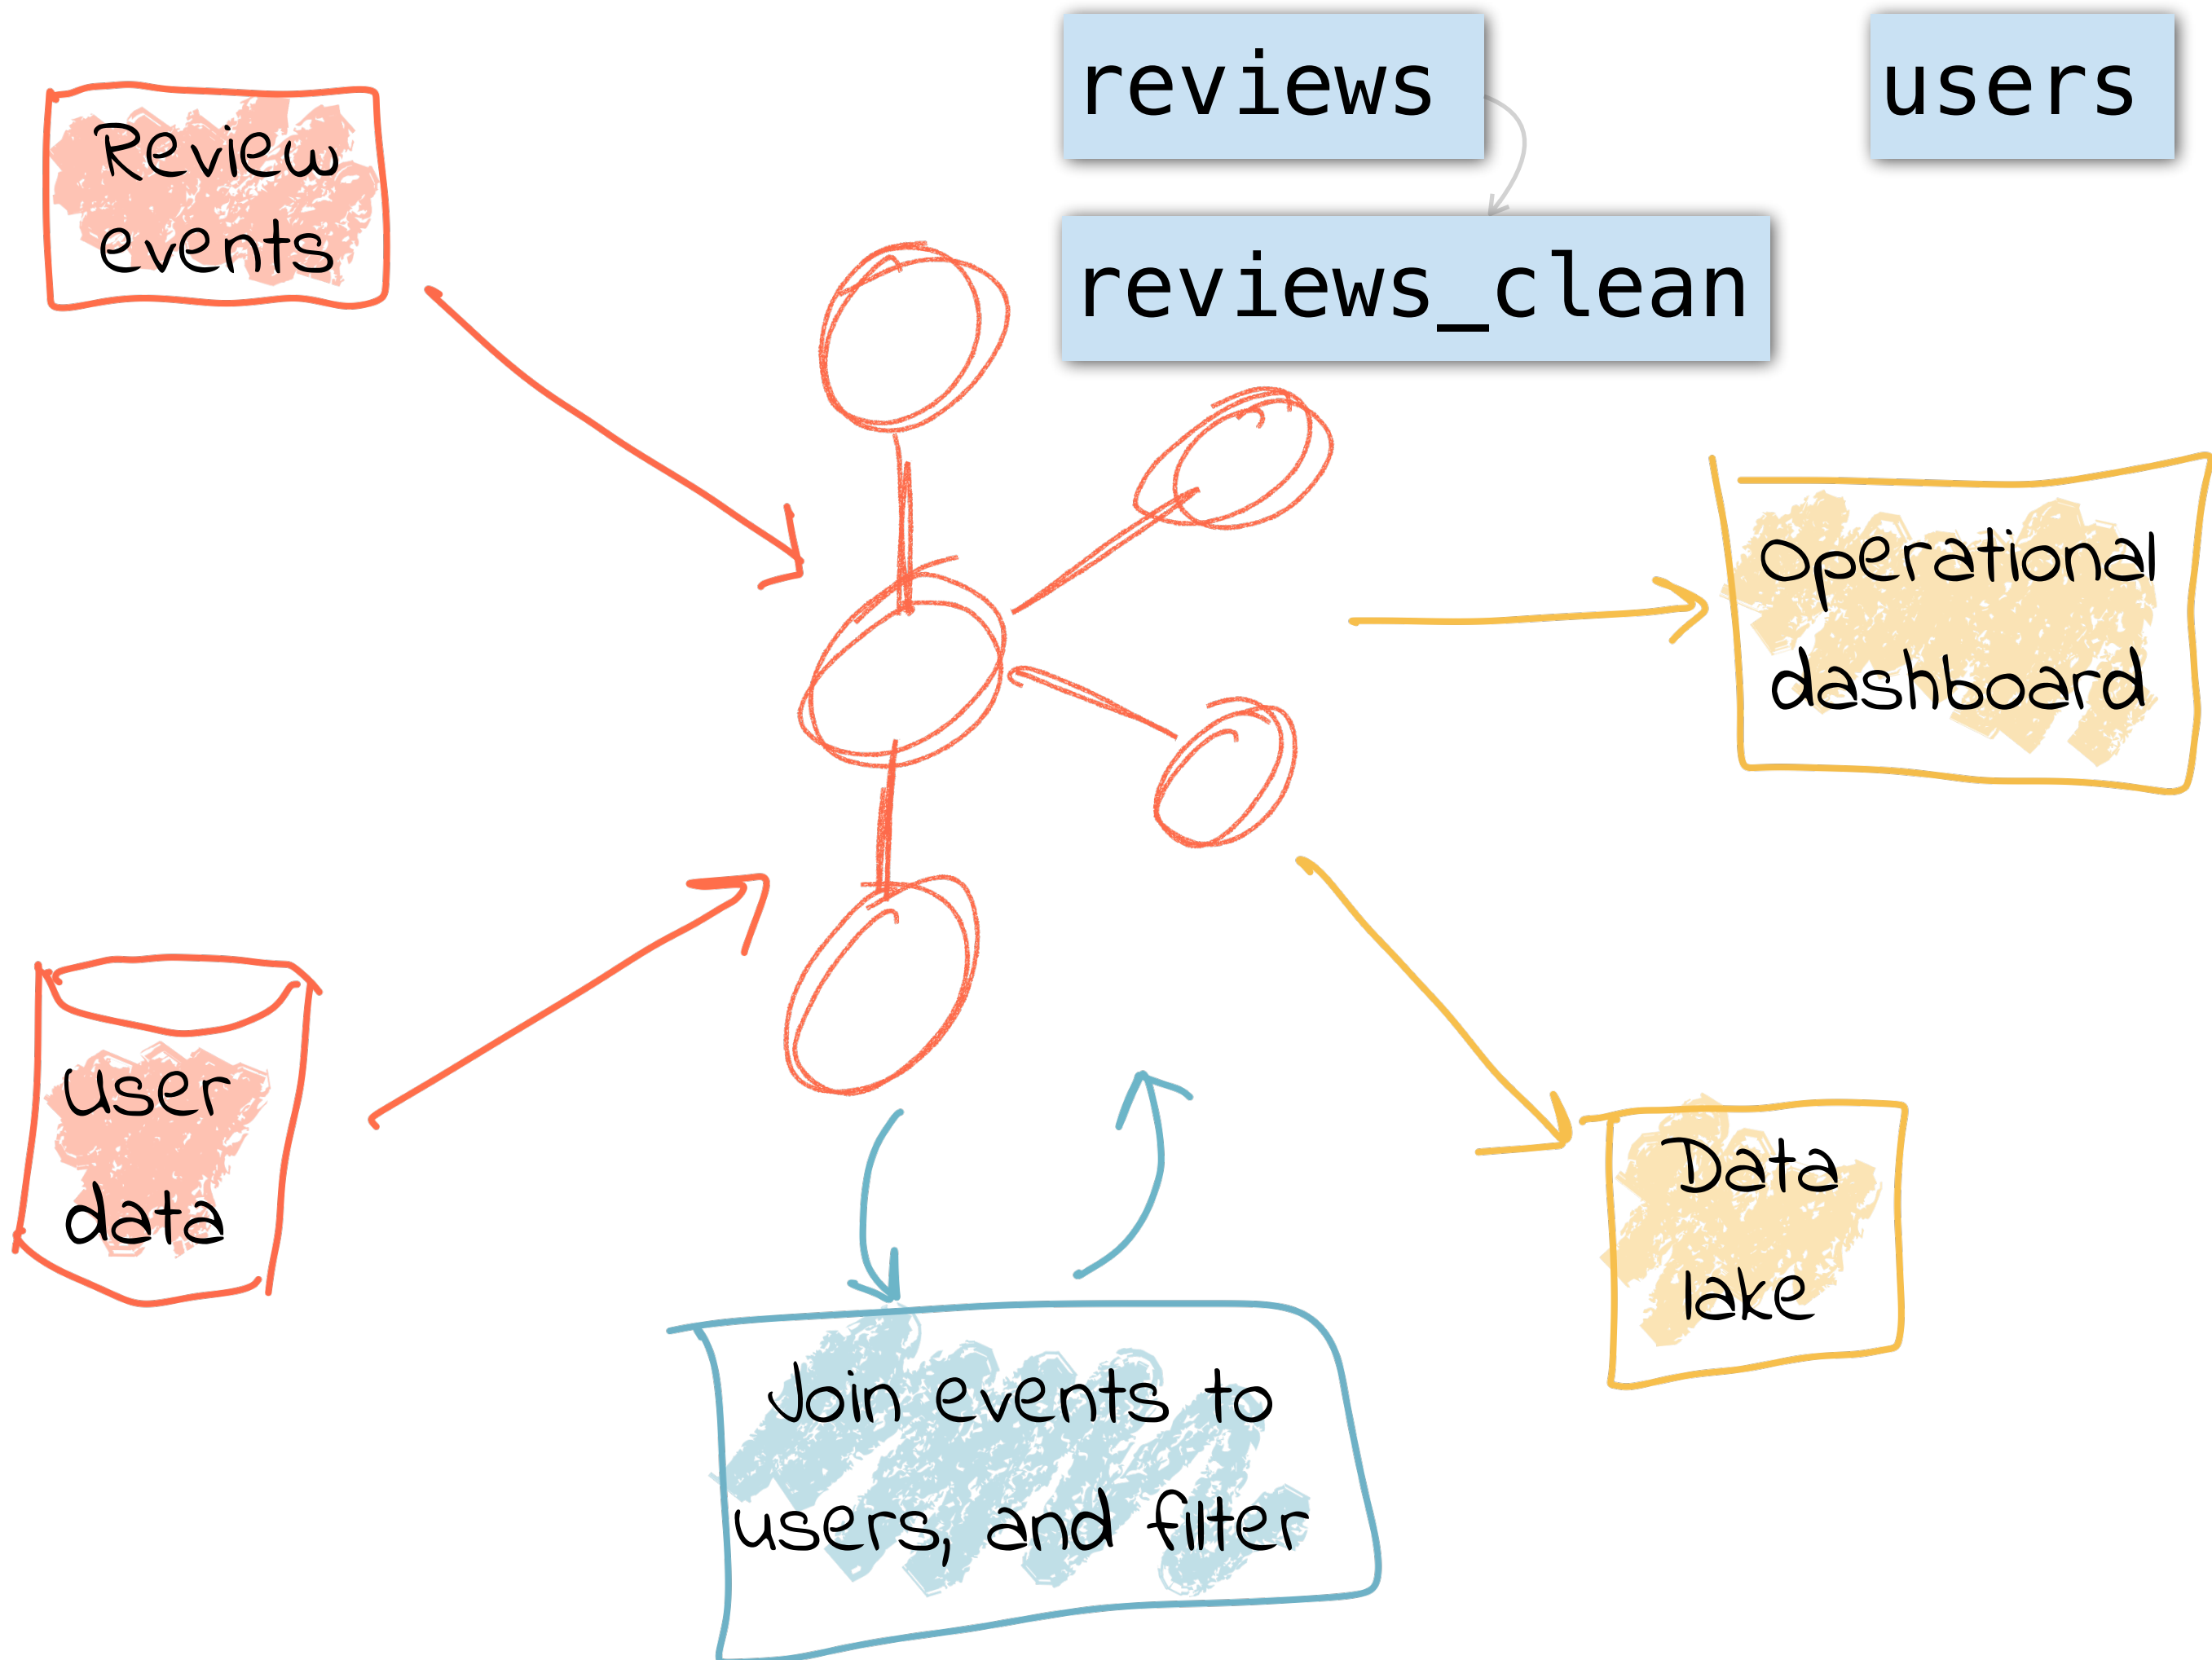 reviews
users
Review
events
reviews_clean
Operational
dashboard
user
data
Data
lake
Join events to
users, and filter